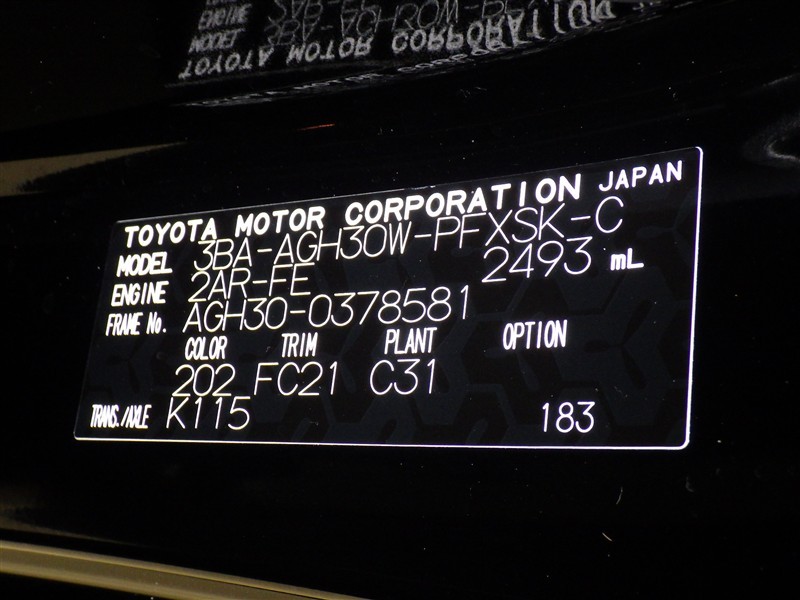 TOYOTA MOTOR CORPORATION JAPAN
MODEL 3BA-AGH30W-PFXSK-C
ENGINE 2AR-FE 2493 mL
FRAME No. AGH30-0378581
COLOR TRIM PLANT OPTION
202 FC21 C31
TRANS./AXLE K115 183